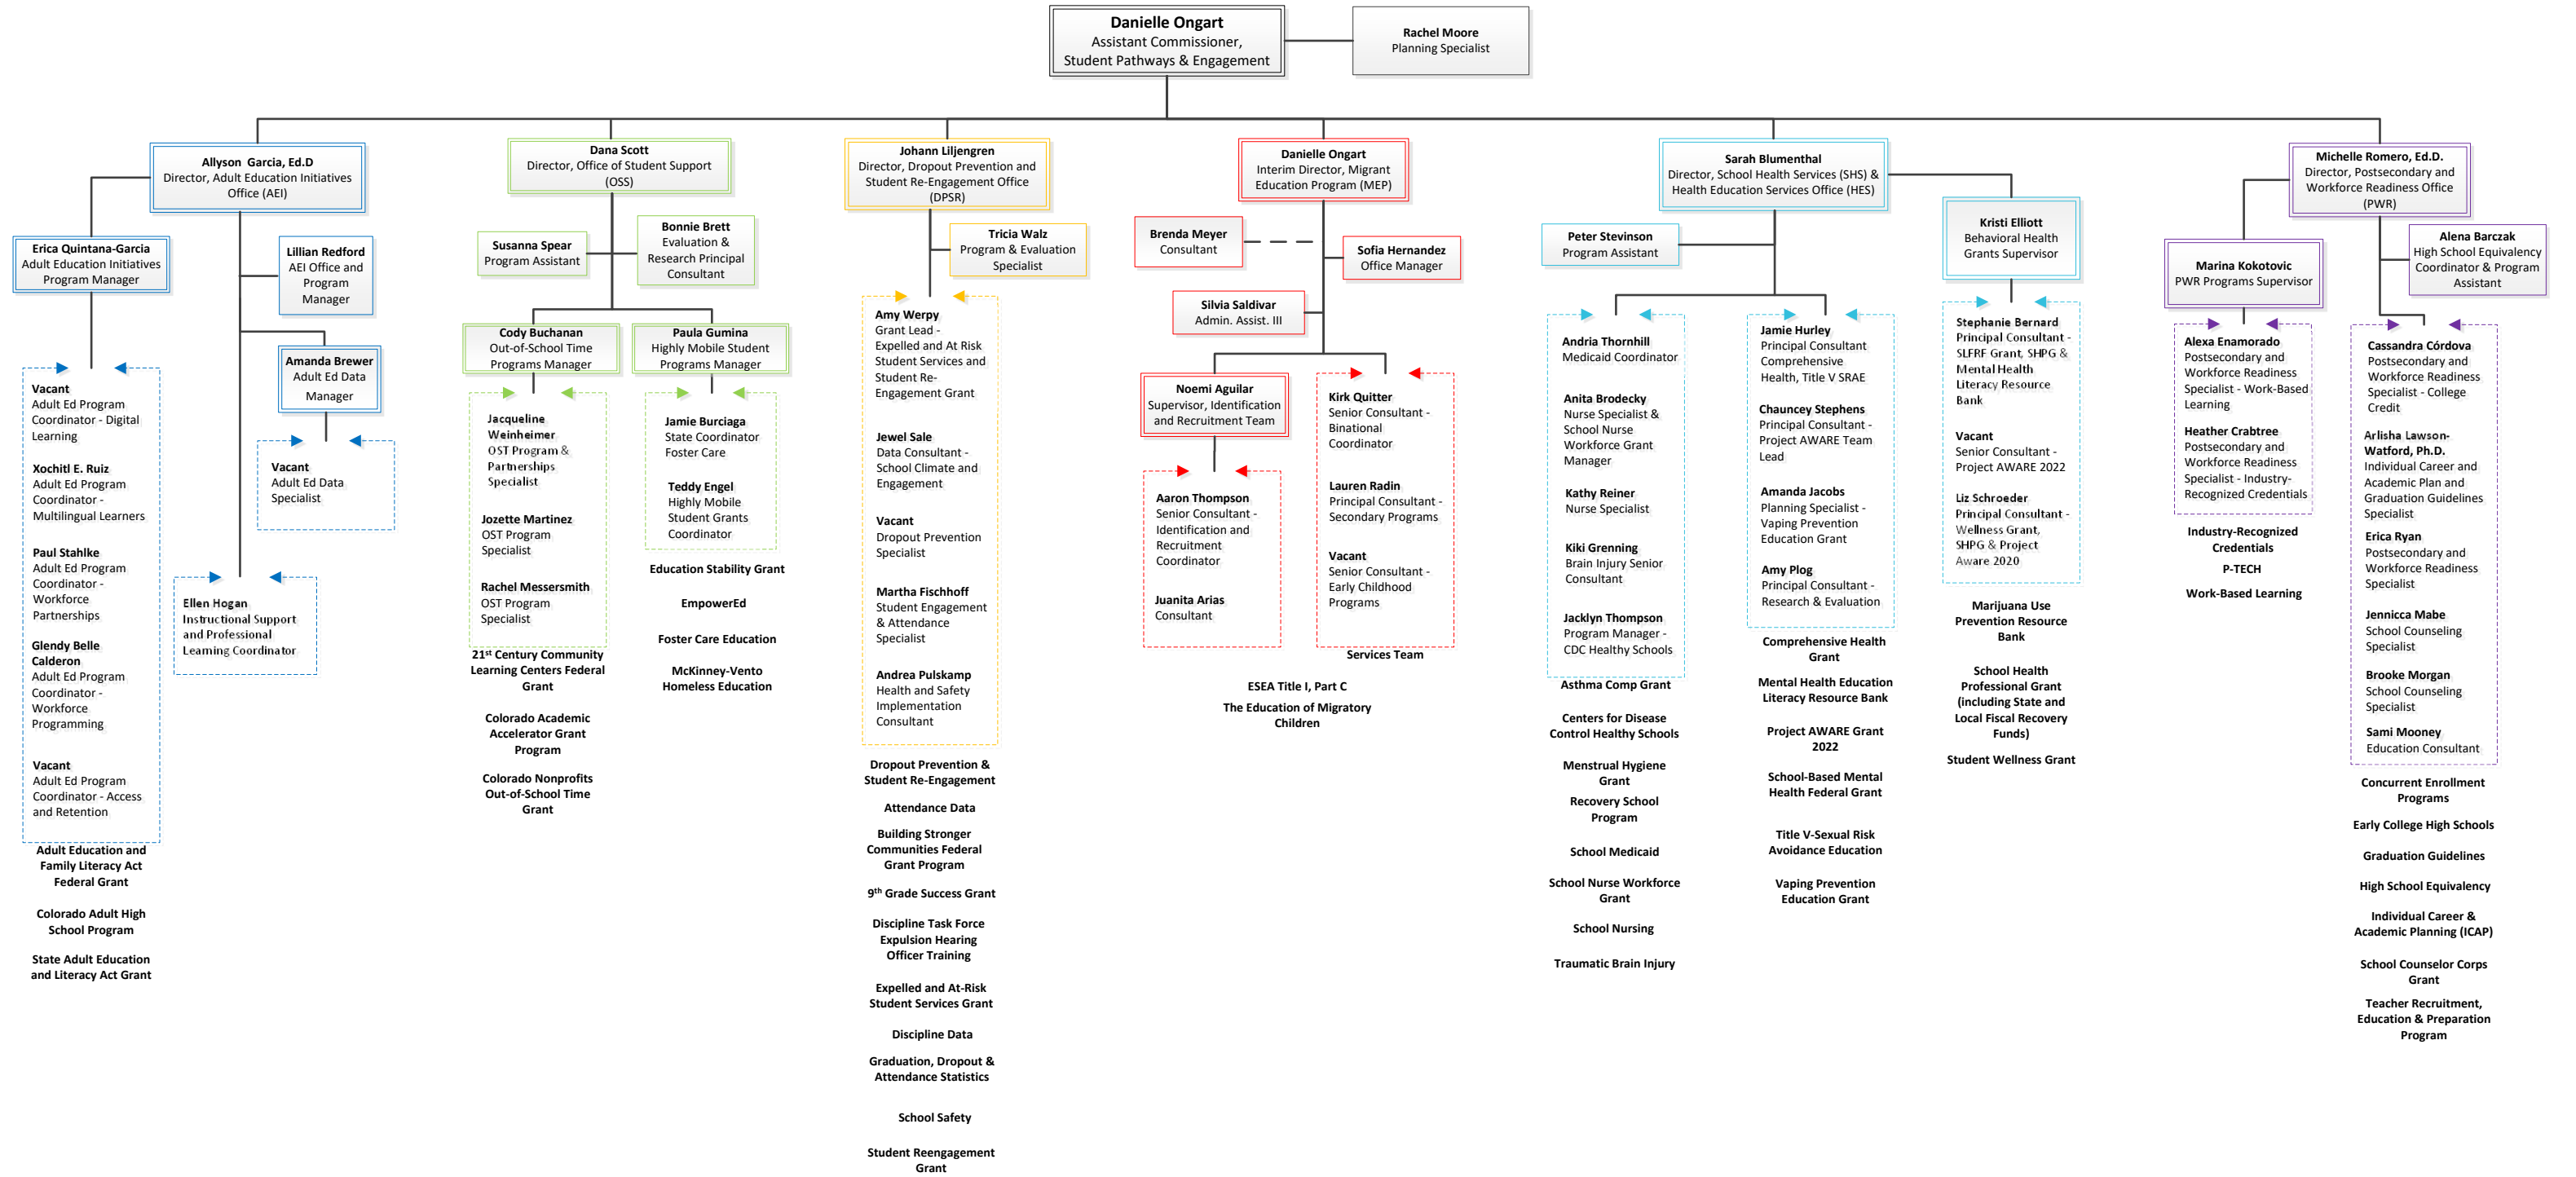 Danielle Ongart
Assistant Commissioner,
Student Pathways & Engagement
Rachel Moore
Planning Specialist
Allyson  Garcia, Ed.D
Director, Adult Education Initiatives
Office (AEI)
Erica Quintana-Garcia
Adult Education Initiatives
Program Manager
Lillian Redford
AEI Office and
Program
Manager
Amanda Brewer
Adult Ed Data
Manager
Vacant
Adult Ed Program
Coordinator - Digital
Learning
Xochitl E. Ruiz
Adult Ed Program
Coordinator -
Multilingual Learners
Paul Stahlke
Adult Ed Program
Coordinator -
Workforce
Partnerships
Glendy Belle
Calderon
Adult Ed Program
Coordinator -
Workforce
Programming
Vacant
Adult Ed Program
Coordinator - Access
and Retention
Vacant
Adult Ed Data
Specialist
Ellen Hogan
Instructional Support
and Professional
Learning Coordinator
Adult Education and
Family Literacy Act
Federal Grant
Colorado Adult High
School Program
State Adult Education
and Literacy Act Grant
Dana Scott
Director, Office of Student Support
(OSS)
Susanna Spear
Program Assistant
Bonnie Brett
Evaluation &
Research Principal
Consultant
Cody Buchanan
Out-of-School Time
Programs Manager
Paula Gumina
Highly Mobile Student
Programs Manager
Jacqueline
Weinheimer
OST Program &
Partnerships
Specialist
Jozette Martinez
OST Program
Specialist
Rachel Messersmith
OST Program
Specialist
21st Century Community
Learning Centers Federal
Grant
Colorado Academic
Accelerator Grant
Program
Colorado Nonprofits
Out-of-School Time
Grant
Jamie Burciaga
State Coordinator
Foster Care
Teddy Engel
Highly Mobile
Student Grants
Coordinator
Education Stability Grant
EmpowerEd
Foster Care Education
McKinney-Vento
Homeless Education
Johann Liljengren
Director, Dropout Prevention and
Student Re-Engagement Office
(DPSR)
Tricia Walz
Program & Evaluation
Specialist
Amy Werpy
Grant Lead -
Expelled and At Risk
Student Services and
Student Re-
Engagement Grant
Jewel Sale
Data Consultant -
School Climate and
Engagement
Vacant
Dropout Prevention
Specialist
Martha Fischhoff
Student Engagement
& Attendance
Specialist
Andrea Pulskamp
Health and Safety
Implementation
Consultant
Dropout Prevention &
Student Re-Engagement
Attendance Data
Building Stronger
Communities Federal
Grant Program
9th Grade Success Grant
Discipline Task Force
Expulsion Hearing
Officer Training
Expelled and At-Risk
Student Services Grant
Discipline Data
Graduation, Dropout &
Attendance Statistics
School Safety
Student Reengagement
Grant
Danielle Ongart
Interim Director, Migrant
Education Program (MEP)
Brenda Meyer
Consultant
Sofia Hernandez
Office Manager
Silvia Saldivar
Admin. Assist. III
Noemi Aguilar
Supervisor, Identification
and Recruitment Team
Aaron Thompson
Senior Consultant -
Identification and
Recruitment
Coordinator
Juanita Arias
Consultant
Kirk Quitter
Senior Consultant -
Binational
Coordinator
Lauren Radin
Principal Consultant -
Secondary Programs
Vacant
Senior Consultant -
Early Childhood
Programs
Services Team
ESEA Title I, Part C
The Education of Migratory
Children
Sarah Blumenthal
Director, School Health Services (SHS) &
Health Education Services Office (HES)
Peter Stevinson
Program Assistant
Kristi Elliott
Behavioral Health
Grants Supervisor
Andria Thornhill
Medicaid Coordinator
Anita Brodecky
Nurse Specialist &
School Nurse
Workforce Grant
Manager
Kathy Reiner
Nurse Specialist
Kiki Grenning
Brain Injury Senior
Consultant
Jacklyn Thompson
Program Manager -
CDC Healthy Schools
Asthma Comp Grant
Centers for Disease
Control Healthy Schools
Menstrual Hygiene
Grant
Recovery School
Program
School Medicaid
School Nurse Workforce
Grant
School Nursing
Traumatic Brain Injury
Jamie Hurley
Principal Consultant
Comprehensive
Health, Title V SRAE
Chauncey Stephens
Principal Consultant -
Project AWARE Team
Lead
Amanda Jacobs
Planning Specialist -
Vaping Prevention
Education Grant
Amy Plog
Principal Consultant -
Research & Evaluation
Comprehensive Health
Grant
Mental Health Education
Literacy Resource Bank
Project AWARE Grant
2022
School-Based Mental
Health Federal Grant
Title V-Sexual Risk
Avoidance Education
Vaping Prevention
Education Grant
Stephanie Bernard
Principal Consultant -
SLFRF Grant, SHPG &
Mental Health
Literacy Resource
Bank
Vacant
Senior Consultant -
Project AWARE 2022
Liz Schroeder
Principal Consultant -
Wellness Grant,
SHPG & Project
Aware 2020
Marijuana Use
Prevention Resource
Bank
School Health
Professional Grant
(including State and
Local Fiscal Recovery
Funds)
Student Wellness Grant
Michelle Romero, Ed.D.
Director, Postsecondary and
Workforce Readiness Office
(PWR)
Marina Kokotovic
PWR Programs Supervisor
Alena Barczak
High School Equivalency
Coordinator & Program
Assistant
Alexa Enamorado
Postsecondary and
Workforce Readiness
Specialist - Work-Based
Learning
Heather Crabtree
Postsecondary and
Workforce Readiness
Specialist - Industry-
Recognized Credentials
Industry-Recognized
Credentials
P-TECH
Work-Based Learning
Cassandra Córdova
Postsecondary and
Workforce Readiness
Specialist - College
Credit
Arlisha Lawson-
Watford, Ph.D.
Individual Career and
Academic Plan and
Graduation Guidelines
Specialist
Erica Ryan
Postsecondary and
Workforce Readiness
Specialist
Jennicca Mabe
School Counseling
Specialist
Brooke Morgan
School Counseling
Specialist
Sami Mooney
Education Consultant
Concurrent Enrollment
Programs
Early College High Schools
Graduation Guidelines
High School Equivalency
Individual Career &
Academic Planning (ICAP)
School Counselor Corps
Grant
Teacher Recruitment,
Education & Preparation
Program